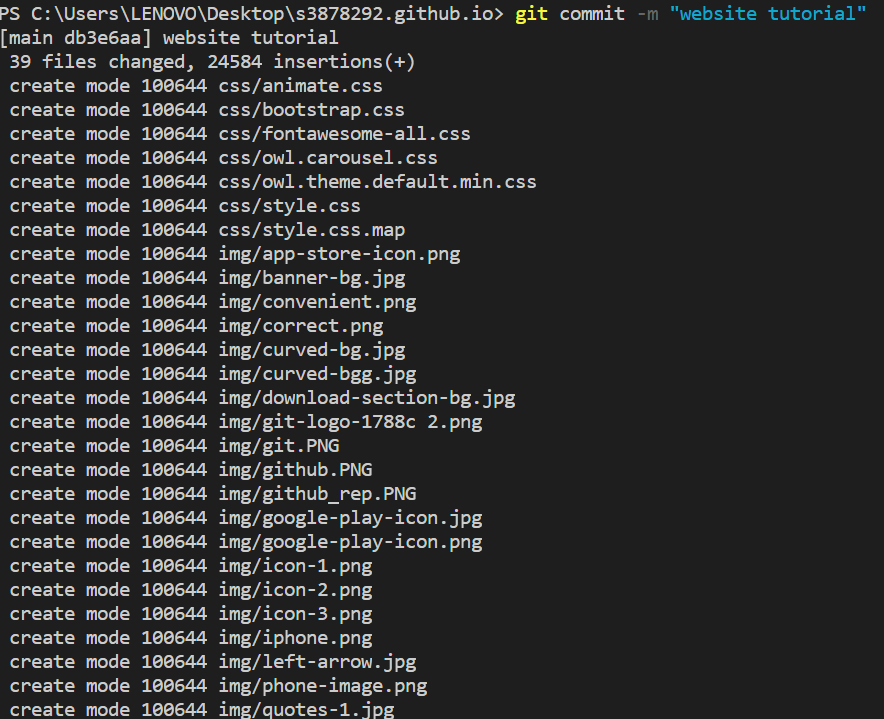 PS C:\Users\LENOVO\Desktop\s3878292.github.io> git commit -m "website tutorial"
[main db3e6aa] website tutorial
 39 files changed, 24584 insertions(+)
 create mode 100644 css/animate.css
 create mode 100644 css/bootstrap.css
 create mode 100644 css/fontawesome-all.css
 create mode 100644 css/owl.carousel.css
 create mode 100644 css/owl.theme.default.min.css
 create mode 100644 css/style.css
 create mode 100644 css/style.css.map
 create mode 100644 img/app-store-icon.png
 create mode 100644 img/banner-bg.jpg
 create mode 100644 img/convenient.png
 create mode 100644 img/correct.png
 create mode 100644 img/curved-bg.jpg
 create mode 100644 img/curved-bgg.jpg
 create mode 100644 img/download-section-bg.jpg
 create mode 100644 img/git-logo-1788c 2.png
 create mode 100644 img/git.PNG
 create mode 100644 img/github.PNG
 create mode 100644 img/github_rep.PNG
 create mode 100644 img/google-play-icon.jpg
 create mode 100644 img/google-play-icon.png
 create mode 100644 img/icon-1.png
 create mode 100644 img/icon-2.png
 create mode 100644 img/icon-3.png
 create mode 100644 img/iphone.png
 create mode 100644 img/left-arrow.jpg
 create mode 100644 img/phone-image.png
 create mode 100644 img/quotes-1.jpg